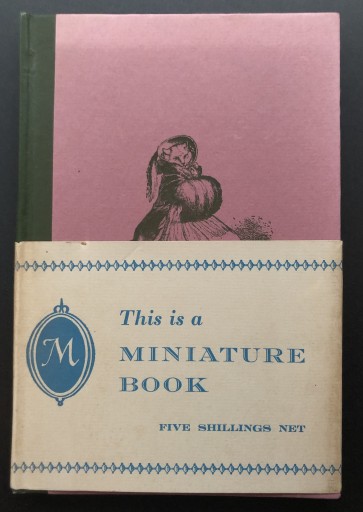 M
This is a
MINIATURE
BOOK
FIVE SHILLINGS NET